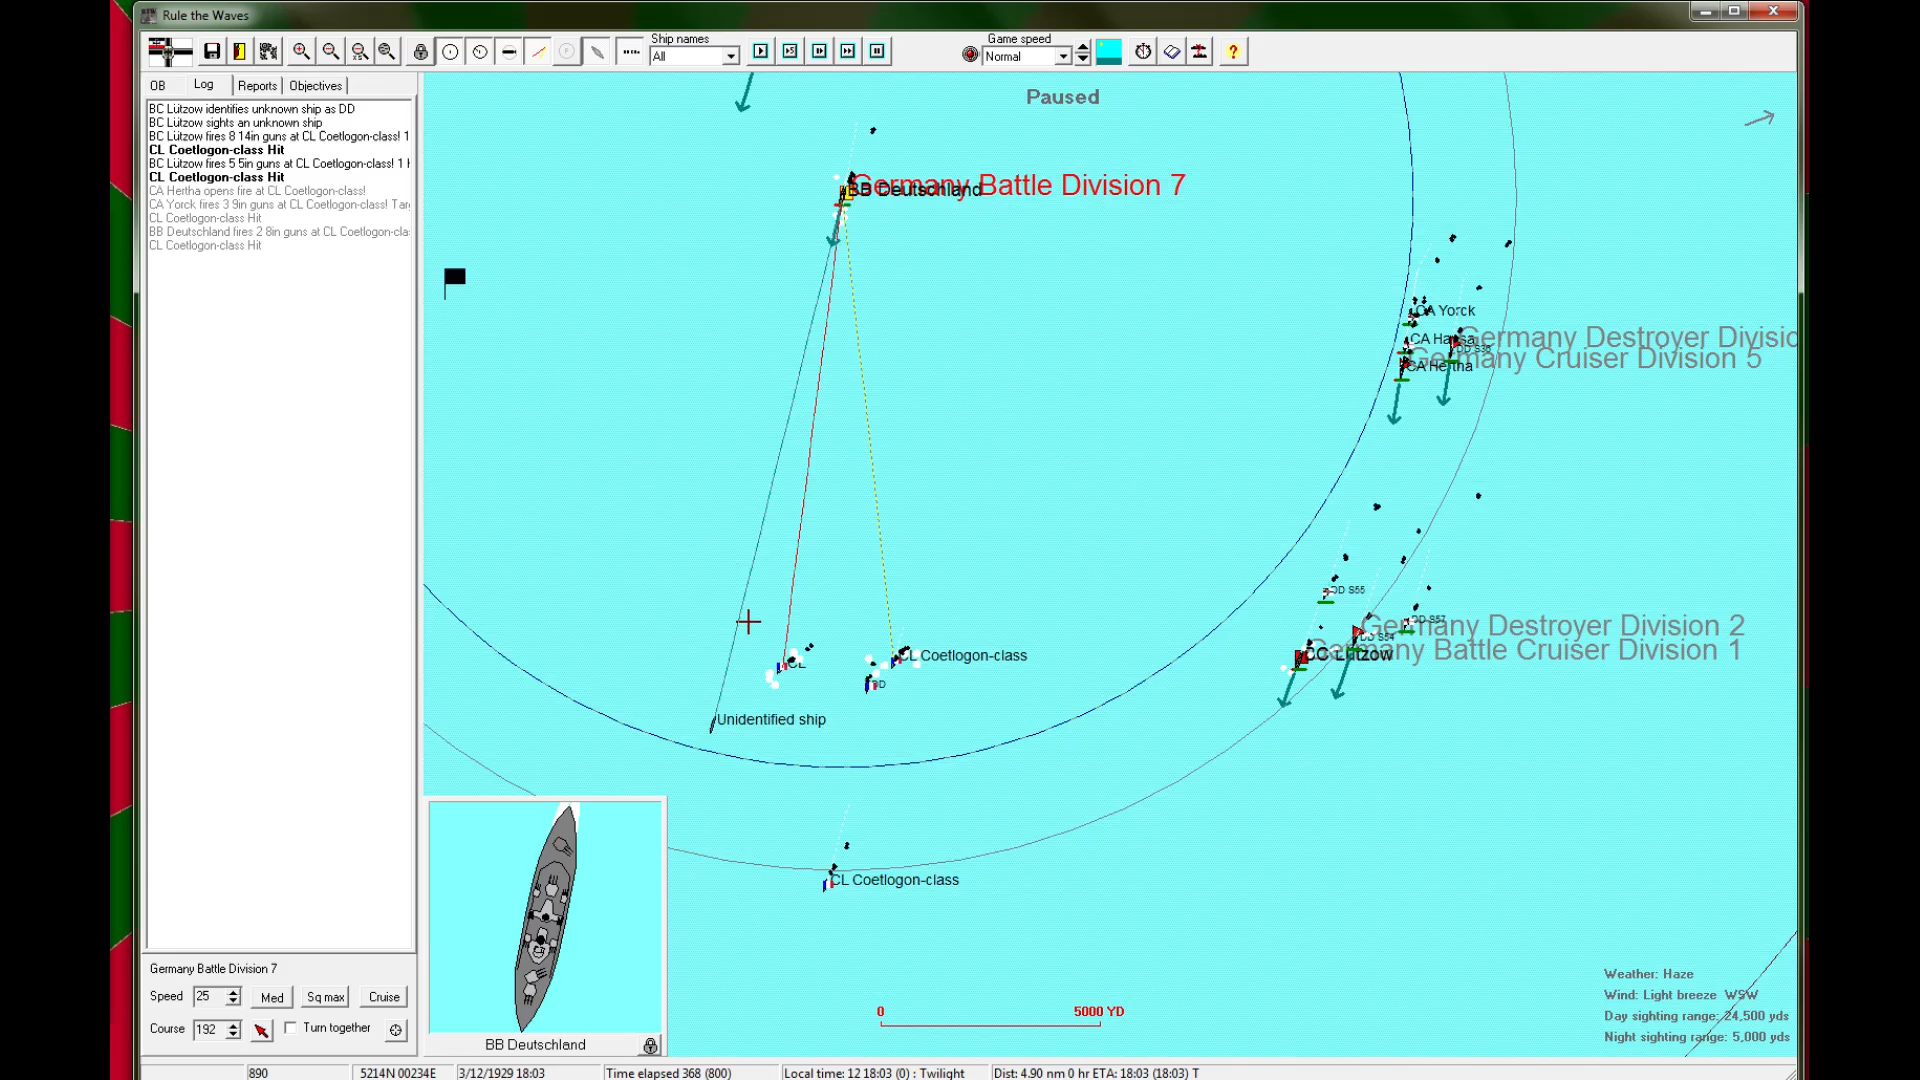 Rule the Waves
Ship names
All
Game speed
Normal
OB
Log
Reports
Objectives
BC Lützow identifies unknown ship as DD
BC Lützow sights an unknown ship
BC Lützow fires 8 14in guns at CL Coetlogon-class! 1
CL Coetlogon-class Hit
BC Lützow fires 5 5in guns at CL Coetlogon-class! 1
CL Coetlogon-class Hit
CA Hertha opens fire at CL Coetlogon-class!
CA Yorck fires 3 9in guns at CL Coetlogon-class! Tar
CL Coetlogon-class Hit
BB Deutschland fires 2 8in guns at CL Coetlogon-cla
CL Coetlogon-class Hit
Paused
Germany Battle Division 7
BB Deutschland
CA Yorck
Germany Destroyer Divisio
CA Hansa
DD S36
Germany Cruiser Division 5
CA Hertha
DD S55
DD S57
Germany Destroyer Division 2
DD S54
Germany Battle Cruiser Division 1
BC Lützow
CL Coetlogon-class
CL
DD
Unidentified ship
CL Coetlogon-class
Weather: Haze
Wind: Light breeze WSW
Day sighting range: 24,500 yds
Night sighting range: 5,000 yds
0 5000 YD
Germany Battle Division 7
Speed 25 Med Sq max Cruise
Course 192 Turn together
BB Deutschland
890
5214N 00234E
3/12/1929 18:03
Time elapsed 368 (800)
Local time: 12 18:03 (0) : Twilight
Dist: 4.90 nm 0 hr ETA: 18:03 (18:03) T